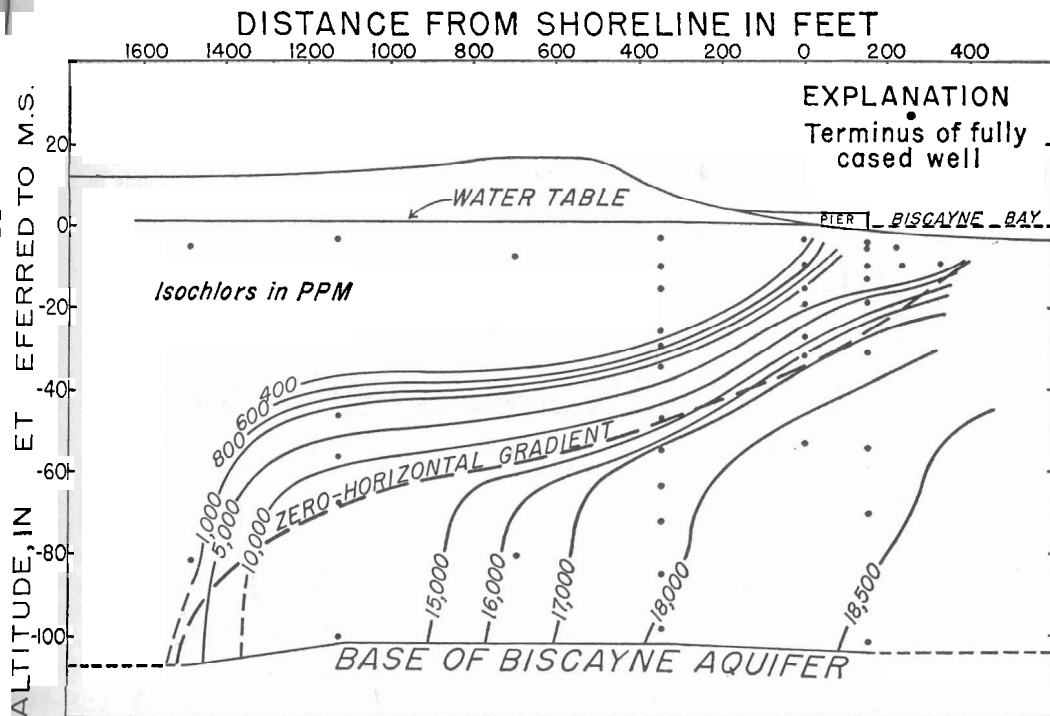 DISTANCE FROM SHORELINE IN FEET
1600 1400 1200 1000 800 600 400 200 0 200 400
EXPLANATION
Terminus of fully
cased well
ALTITUDE, IN ET EFERRED TO M.S.
20
0
-20
-40
-60
-80
-100
WATER TABLE
PIER
BISCAYNE BAY
Isochlors in PPM
400
600
800
1,000
5,000
10,000
ZERO-HORIZONTAL GRADIENT
15,000
16,000
17,000
18,000
18,500
BASE OF BISCAYNE AQUIFER